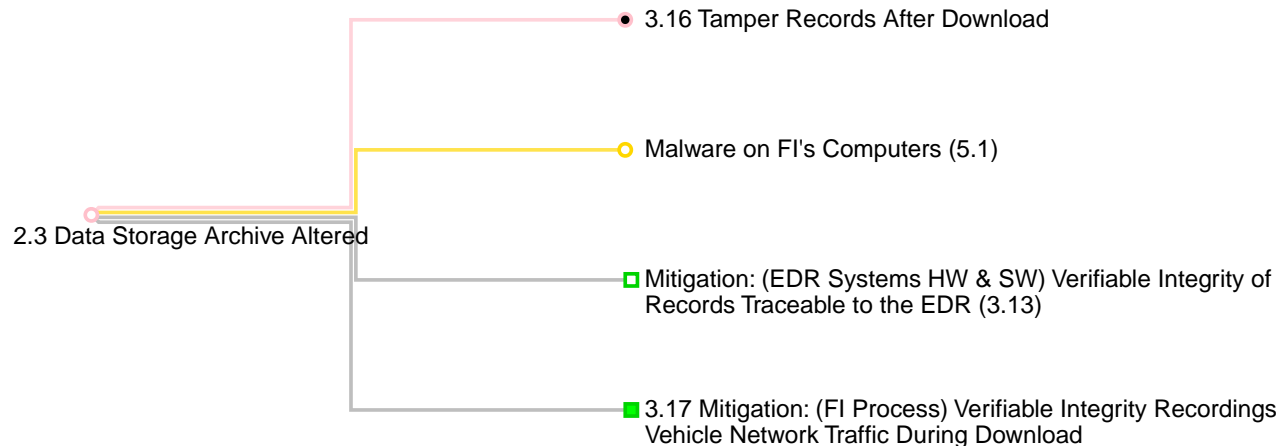 3.16 Tamper Records After Download
Malware on FI's Computers (5.1)
2.3 Data Storage Archive Altered
Mitigation: (EDR Systems HW & SW) Verifiable Integrity of
Records Traceable to the EDR (3.13)
3.17 Mitigation: (FI Process) Verifiable Integrity Recordings
Vehicle Network Traffic During Download